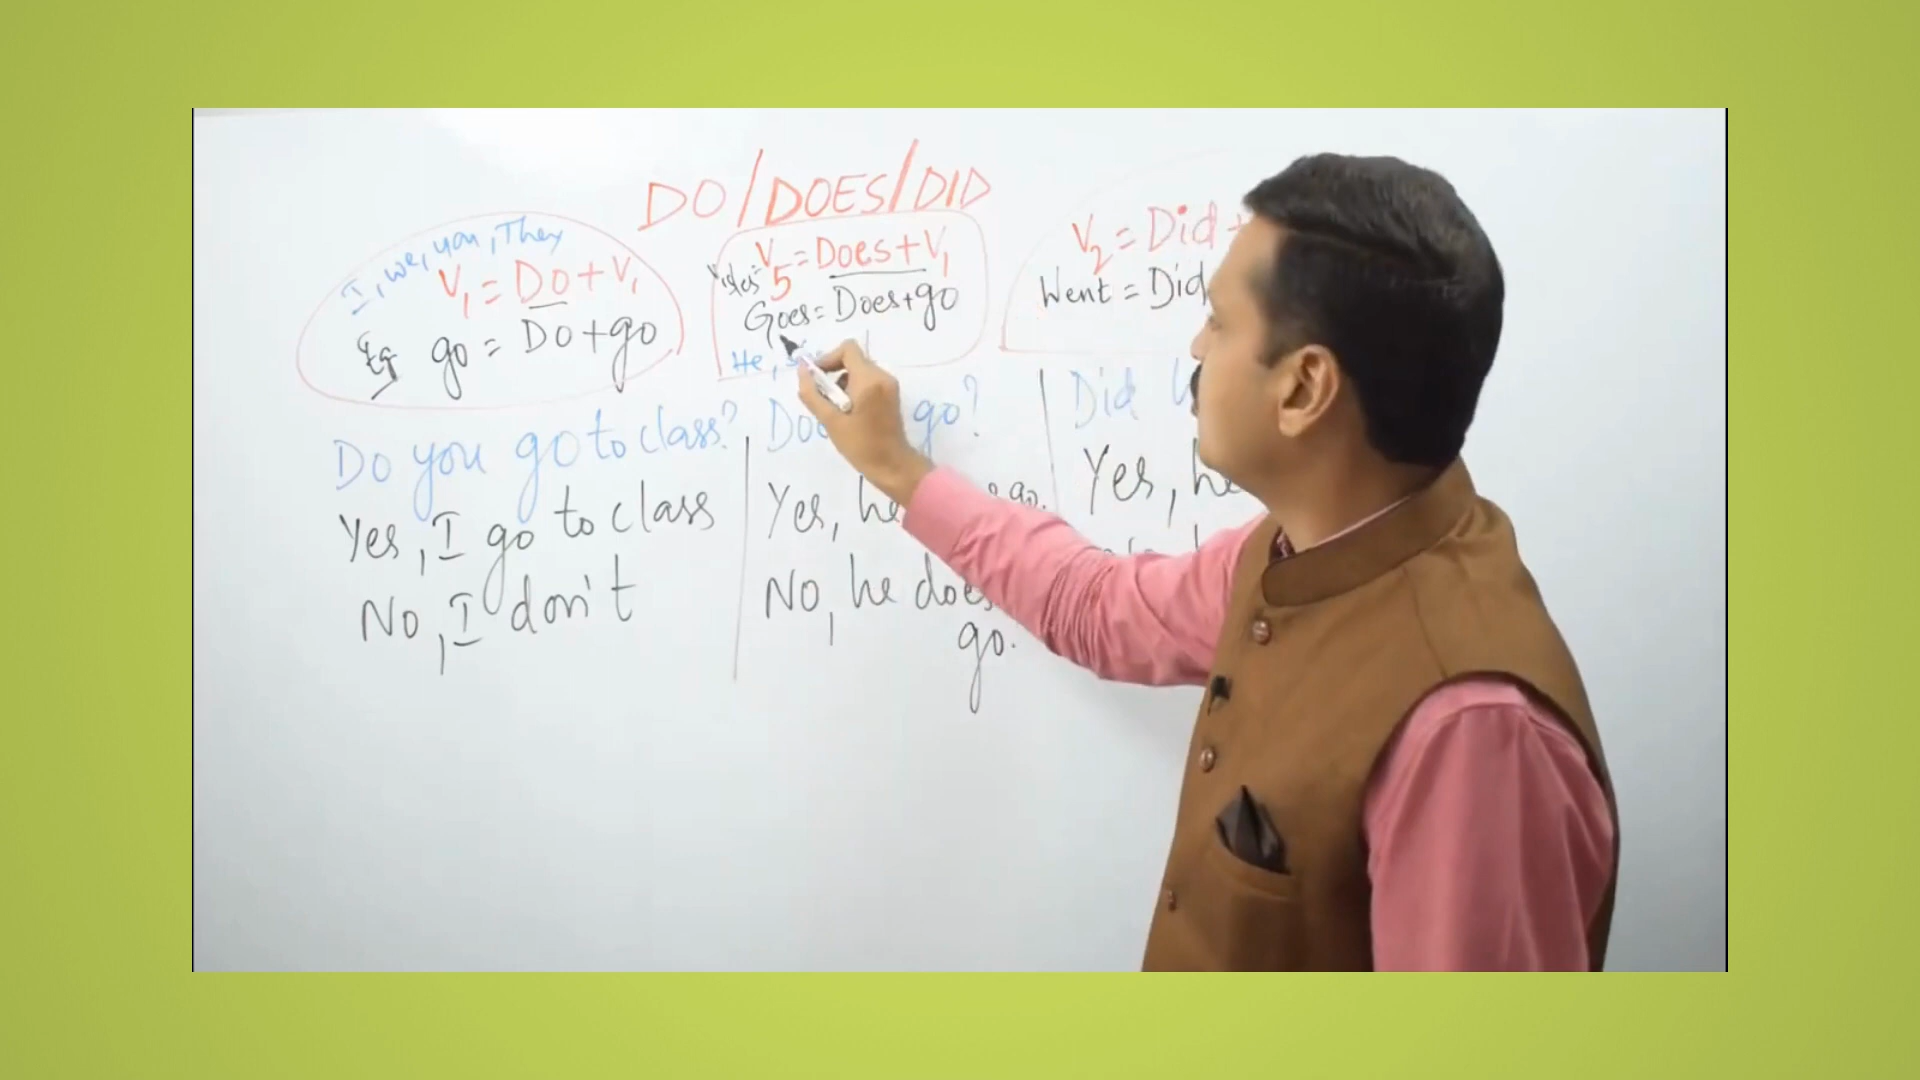 DO/DOES/DID
I, we, you, They
V1 = Do + V1
Eg go = Do + go
Do you go to class?
Yes, I go to class
No, I don't
V5 = Does + V1
Goes = Does + go
He,
go?
Yes, he go.
No, he
go.
V2 = Did +
Went = Did
Did
Yes, he